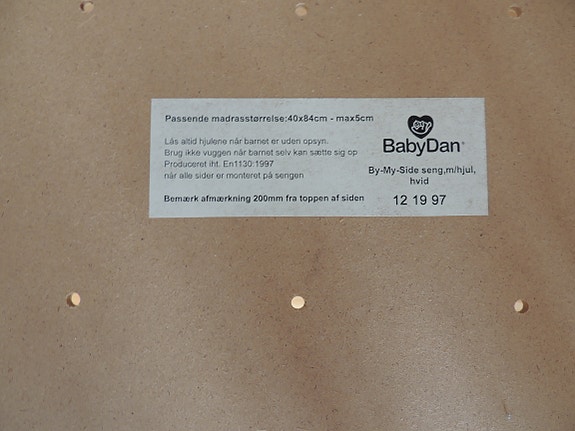 Passende madrasstørrelse:40x84cm - max5cm
Lås altid hjulene når barnet er uden opsyn.
Brug ikke vuggen når barnet selv kan sætte sig op
Produceret iht. En1130:1997
når alle sider er monteret på sengen
Bemærk afmærkning 200mm fra toppen af siden
BabyDan®
By-My-Side seng,m/hjul,
hvid
12 19 97